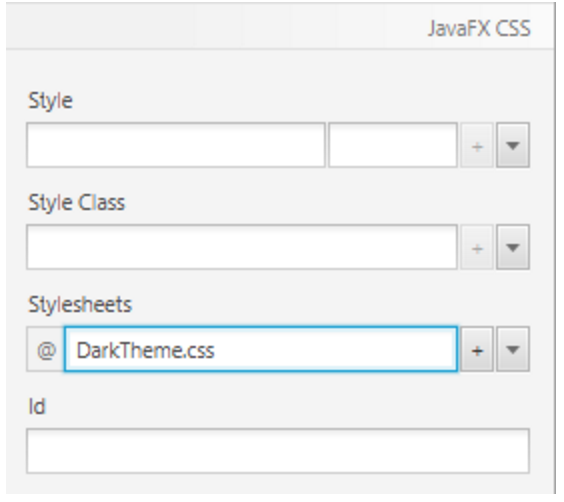 JavaFX CSS
Style
+
Style Class
+
Stylesheets
@ DarkTheme.css +
Id